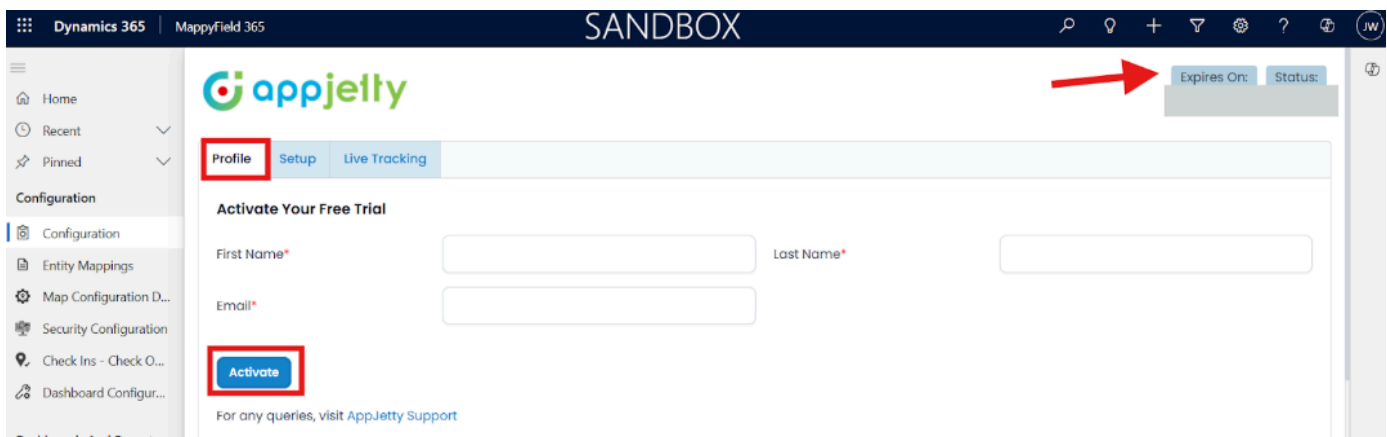 Dynamics 365 MappyField 365 SANDBOX JW
appjetty
Expires On: Status:
Home
Recent
Pinned
Configuration
Configuration
Entity Mappings
Map Configuration D...
Security Configuration
Check Ins - Check O...
Dashboard Configur...
Profile Setup Live Tracking
Activate Your Free Trial
First Name* Last Name*
Email*
Activate
For any queries, visit AppJetty Support